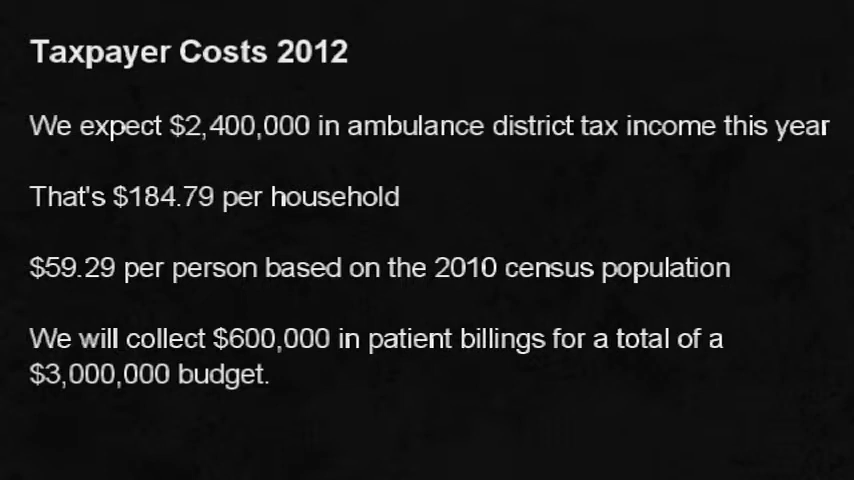 Taxpayer Costs 2012
We expect $2,400,000 in ambulance district tax income this year
That's $184.79 per household
$59.29 per person based on the 2010 census population
We will collect $600,000 in patient billings for a total of a
$3,000,000 budget.